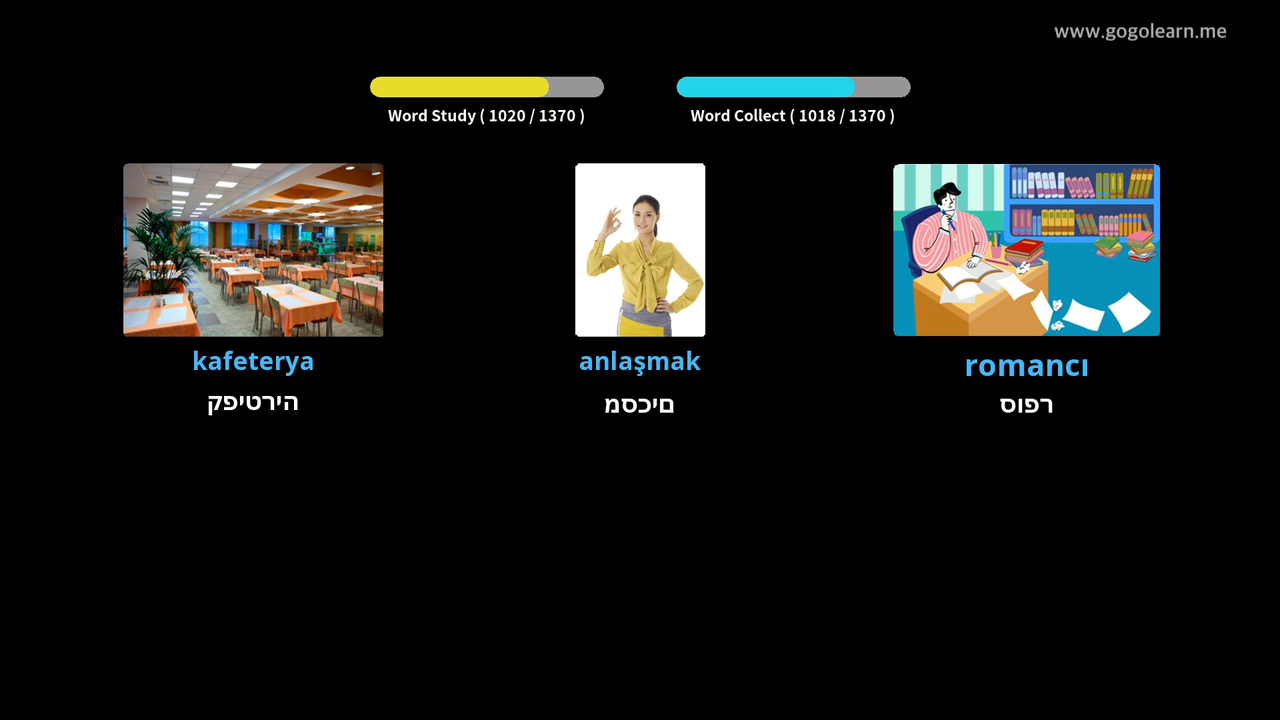 www.gogolearn.me
Word Study ( 1020 / 1370 )
Word Collect ( 1018 / 1370 )
kafeterya
הירטיפק
anlaşmak
םיכסמ
romancı
רפוס